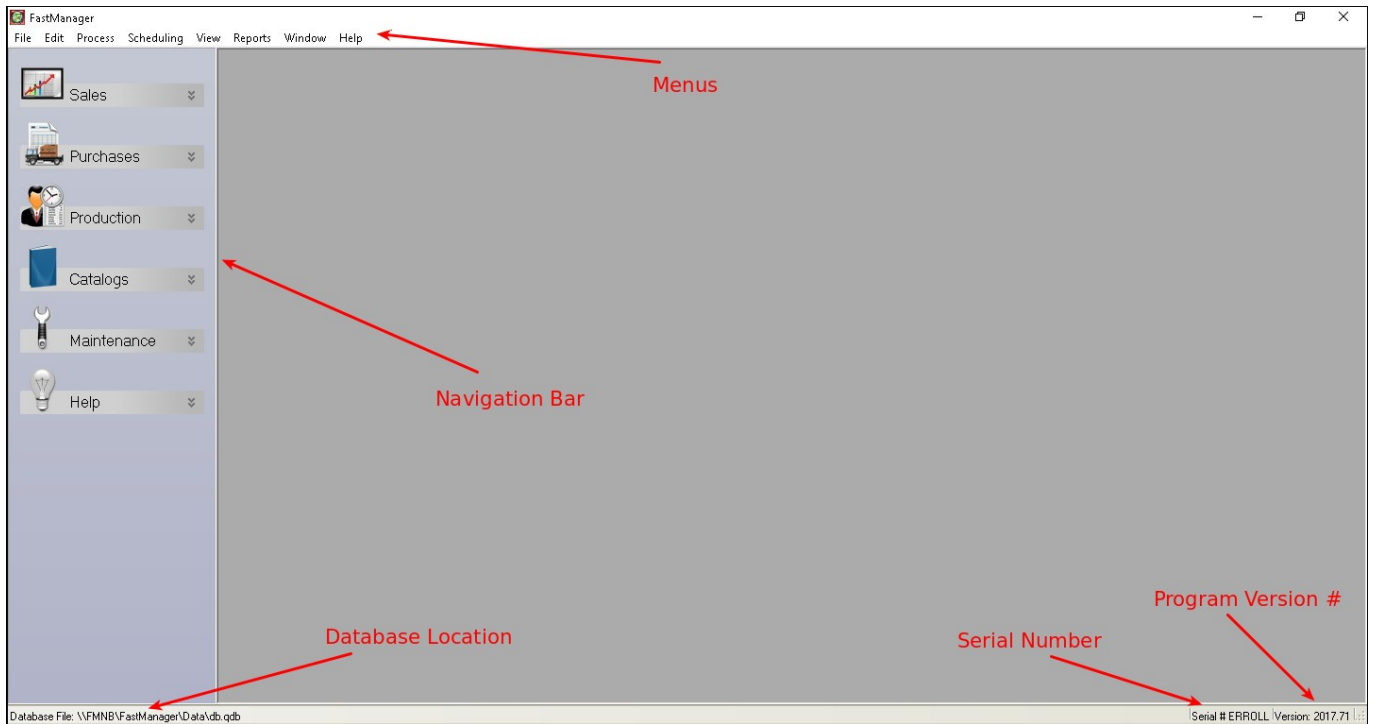 FastManager
File Edit Process Scheduling View Reports Window Help
Menus
Sales
Purchases
Production
Catalogs
Maintenance
Navigation Bar
Help
Program Version #
Database Location
Serial Number
Database File: \\FMNB\FastManager\Data\db.qdb
Serial # ERROLL Version: 2017.71